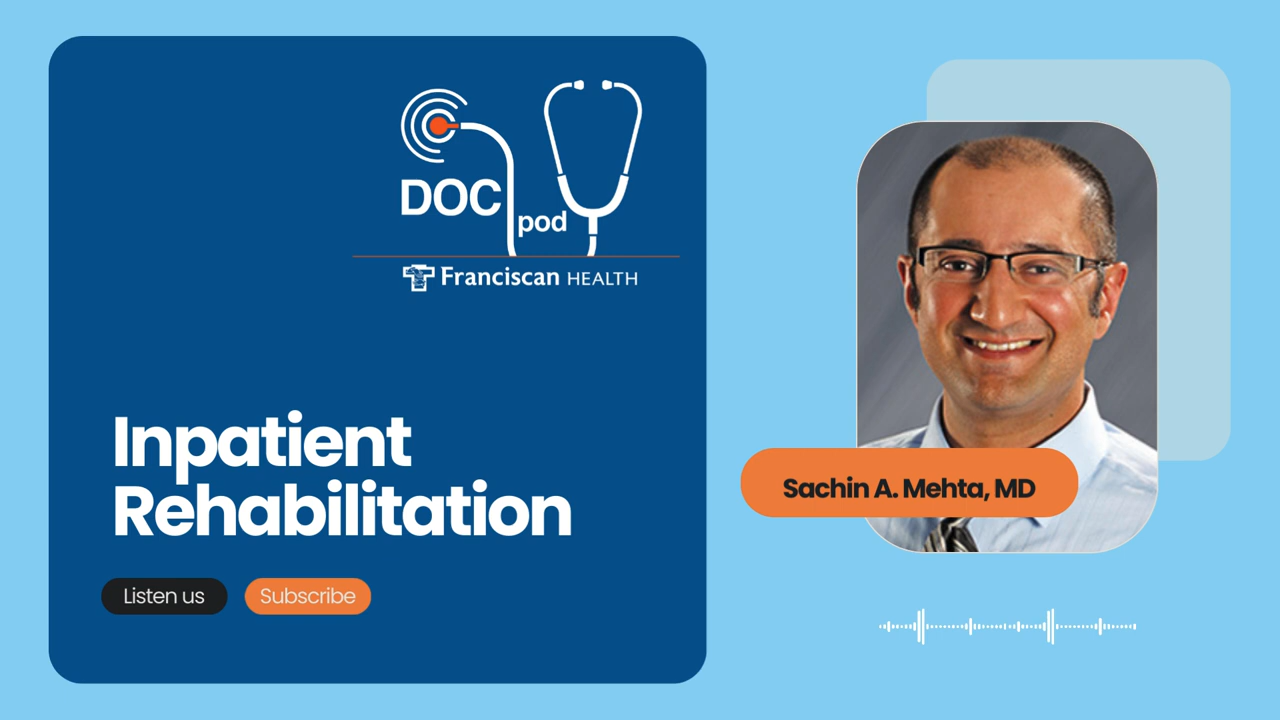 DOC
pod
Franciscan HEALTH
Inpatient
Rehabilitation
Listen us
Subscribe
Sachin A. Mehta, MD